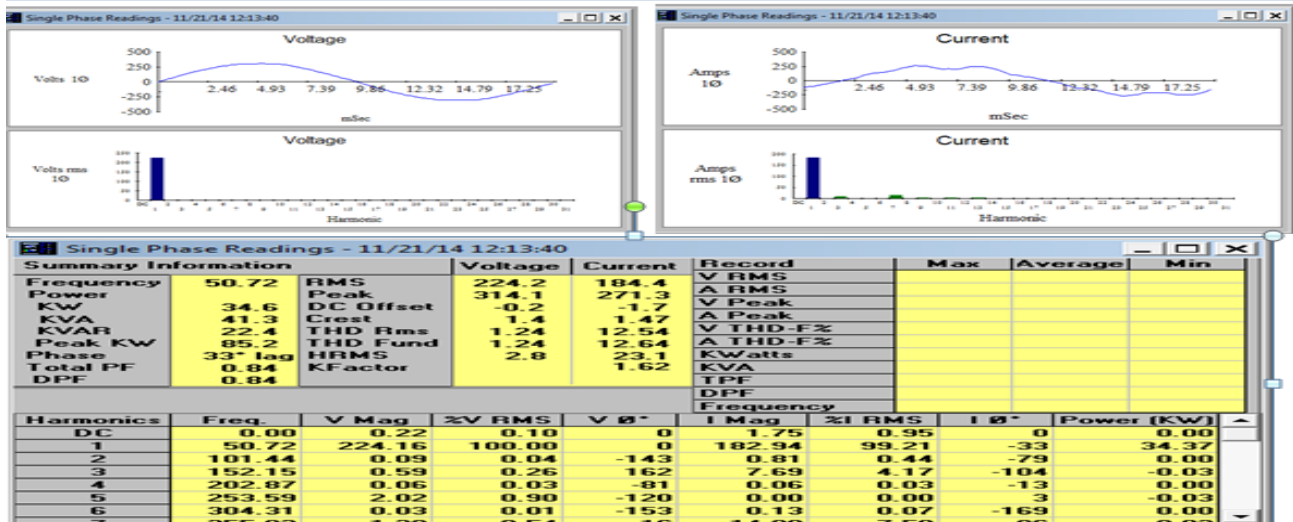 Single Phase Readings - 11/21/14 12:13:40
Voltage
500
250
0
-250
-500
Volts 1Ø
2.46 4.93 7.39 9.86 12.32 14.79 17.25
mSec
Voltage
Volts rms
1Ø
Harmonic
Single Phase Readings - 11/21/14 12:13:40
Current
500
250
0
-250
-500
Amps
1Ø
2.46 4.93 7.39 9.86 12.32 14.79 17.25
mSec
Current
Amps
rms 1Ø
Harmonic
Single Phase Readings - 11/21/14 12:13:40
Summary Information Voltage Current Record Max Average Min
Frequency 50.72 RMS 224.2 184.4 V RMS
Power Peak 314.1 271.3 A RMS
KW 34.6 DC Offset -0.2 -1.7 V Peak
KVA 41.3 Crest 1.4 1.47 A Peak
KVAR 22.4 THD Rms 1.24 12.54 V THD-F%
Peak KW 85.2 THD Fund 1.24 12.64 A THD-F%
Phase 33° lag HRMS 2.8 23.1 KWatts
Total PF 0.84 KFactor 1.62 KVA
DPF 0.84 TPF
DPF
Frequency
Harmonics Freq. V Mag %V RMS V Ø° I Mag %I RMS I Ø° Power (KW)
DC 0.00 0.22 0.10 0 1.75 0.95 0 0.00
1 50.72 224.16 100.00 0 182.94 99.21 -33 34.37
2 101.44 0.09 0.04 -143 0.81 0.44 -79 0.00
3 152.15 0.59 0.26 162 7.69 4.17 -104 -0.03
4 202.87 0.06 0.03 -81 0.06 0.03 -13 0.00
5 253.59 2.02 0.90 -120 0.00 0.00 3 -0.03
6 304.31 0.03 0.01 -153 0.13 0.07 -169 0.00